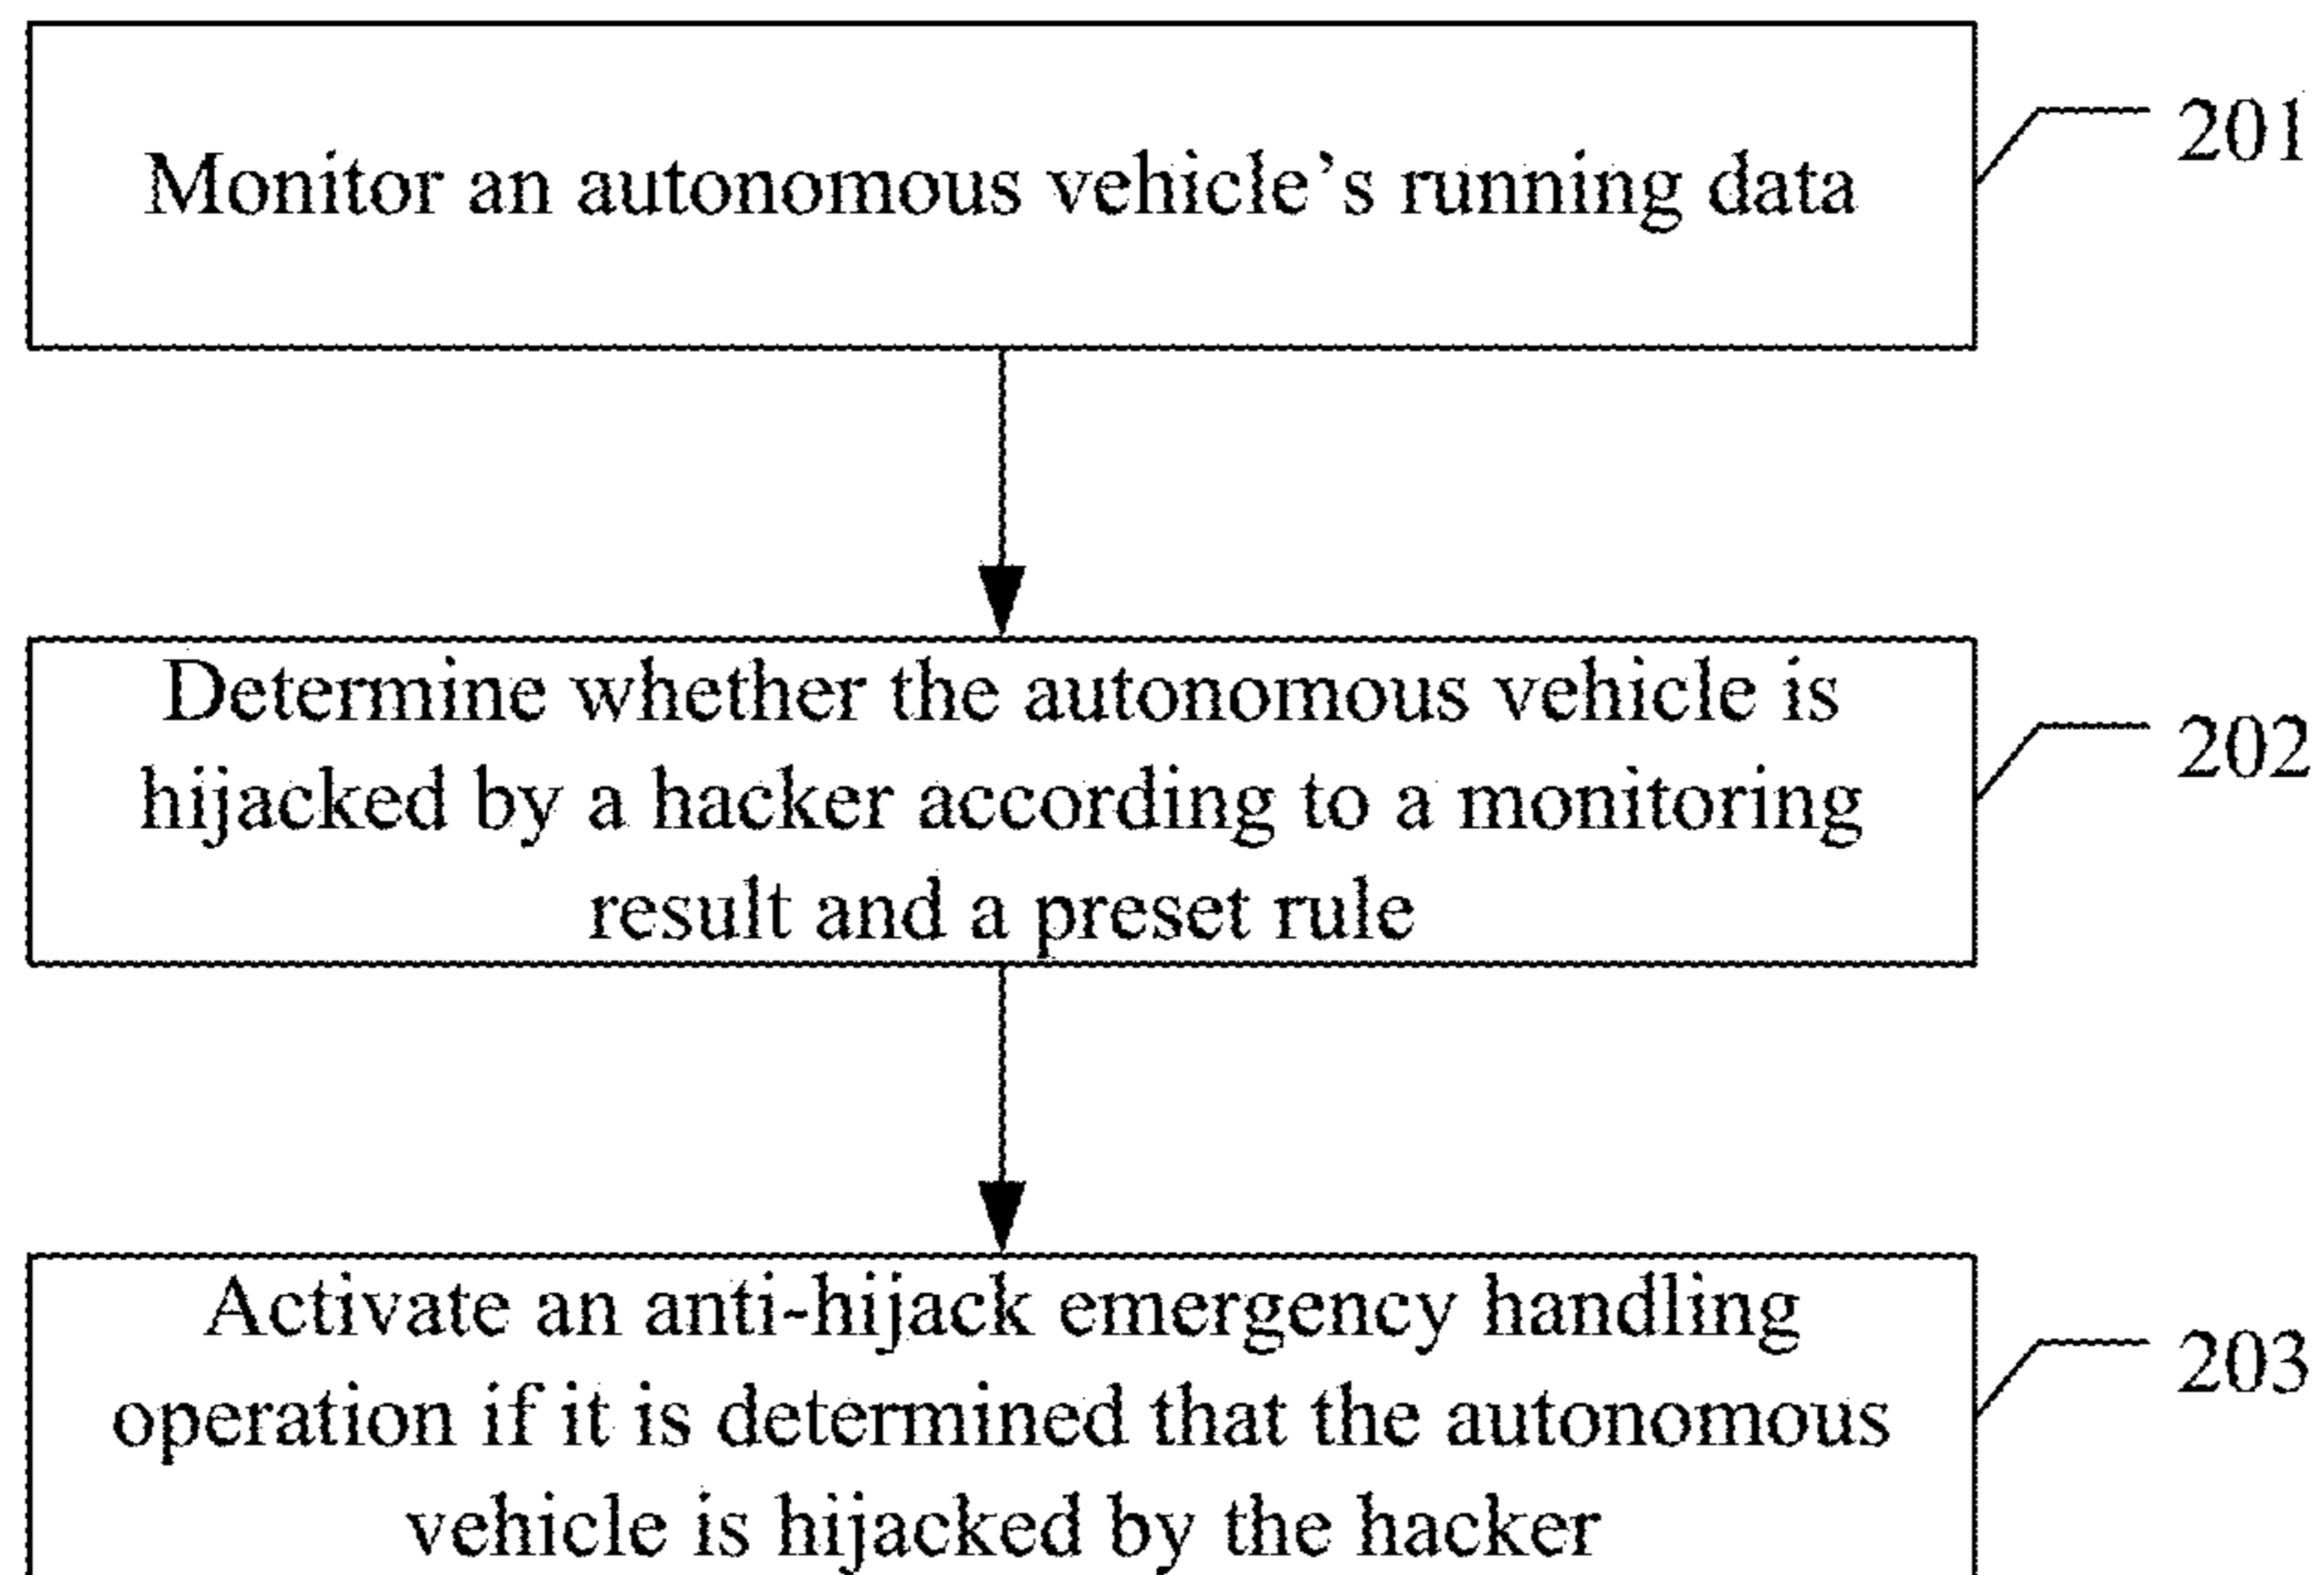 Monitor an autonomous vehicle’s running data
201
Determine whether the autonomous vehicle is
hijacked by a hacker according to a monitoring
result and a preset rule
202
Activate an anti-hijack emergency handling
operation if it is determined that the autonomous
vehicle is hijacked by the hacker
203